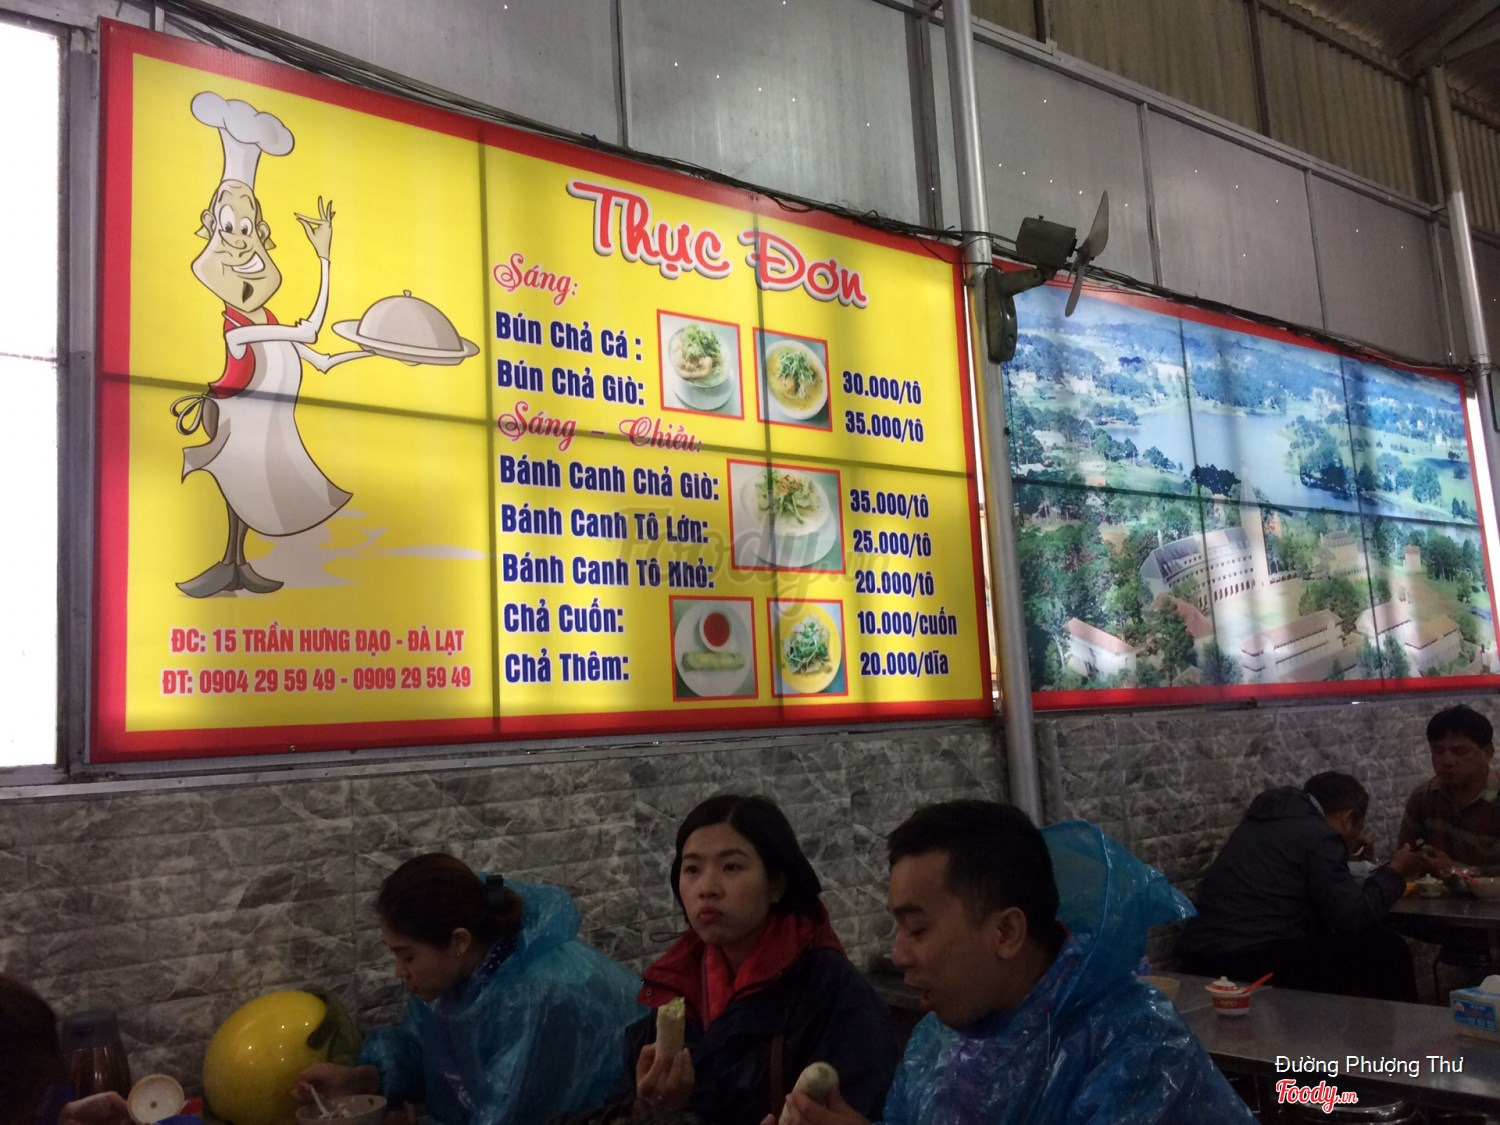 Thực Đơn
Sáng:
Bún Chả Cá : 30.000/tô
Bún Chả Giò: 35.000/tô
Sáng - Chiều:
Bánh Canh Chả Giò: 35.000/tô
Bánh Canh Tô Lớn: 25.000/tô
Bánh Canh Tô Nhỏ: 20.000/tô
Chả Cuốn: 10.000/cuốn
Chả Thêm: 20.000/dĩa
ĐC: 15 TRẦN HƯNG ĐẠO - ĐÀ LẠT
ĐT: 0904 29 59 49 - 0909 29 59 49
Foody.vn
Đường Phượng Thư
Foody.vn